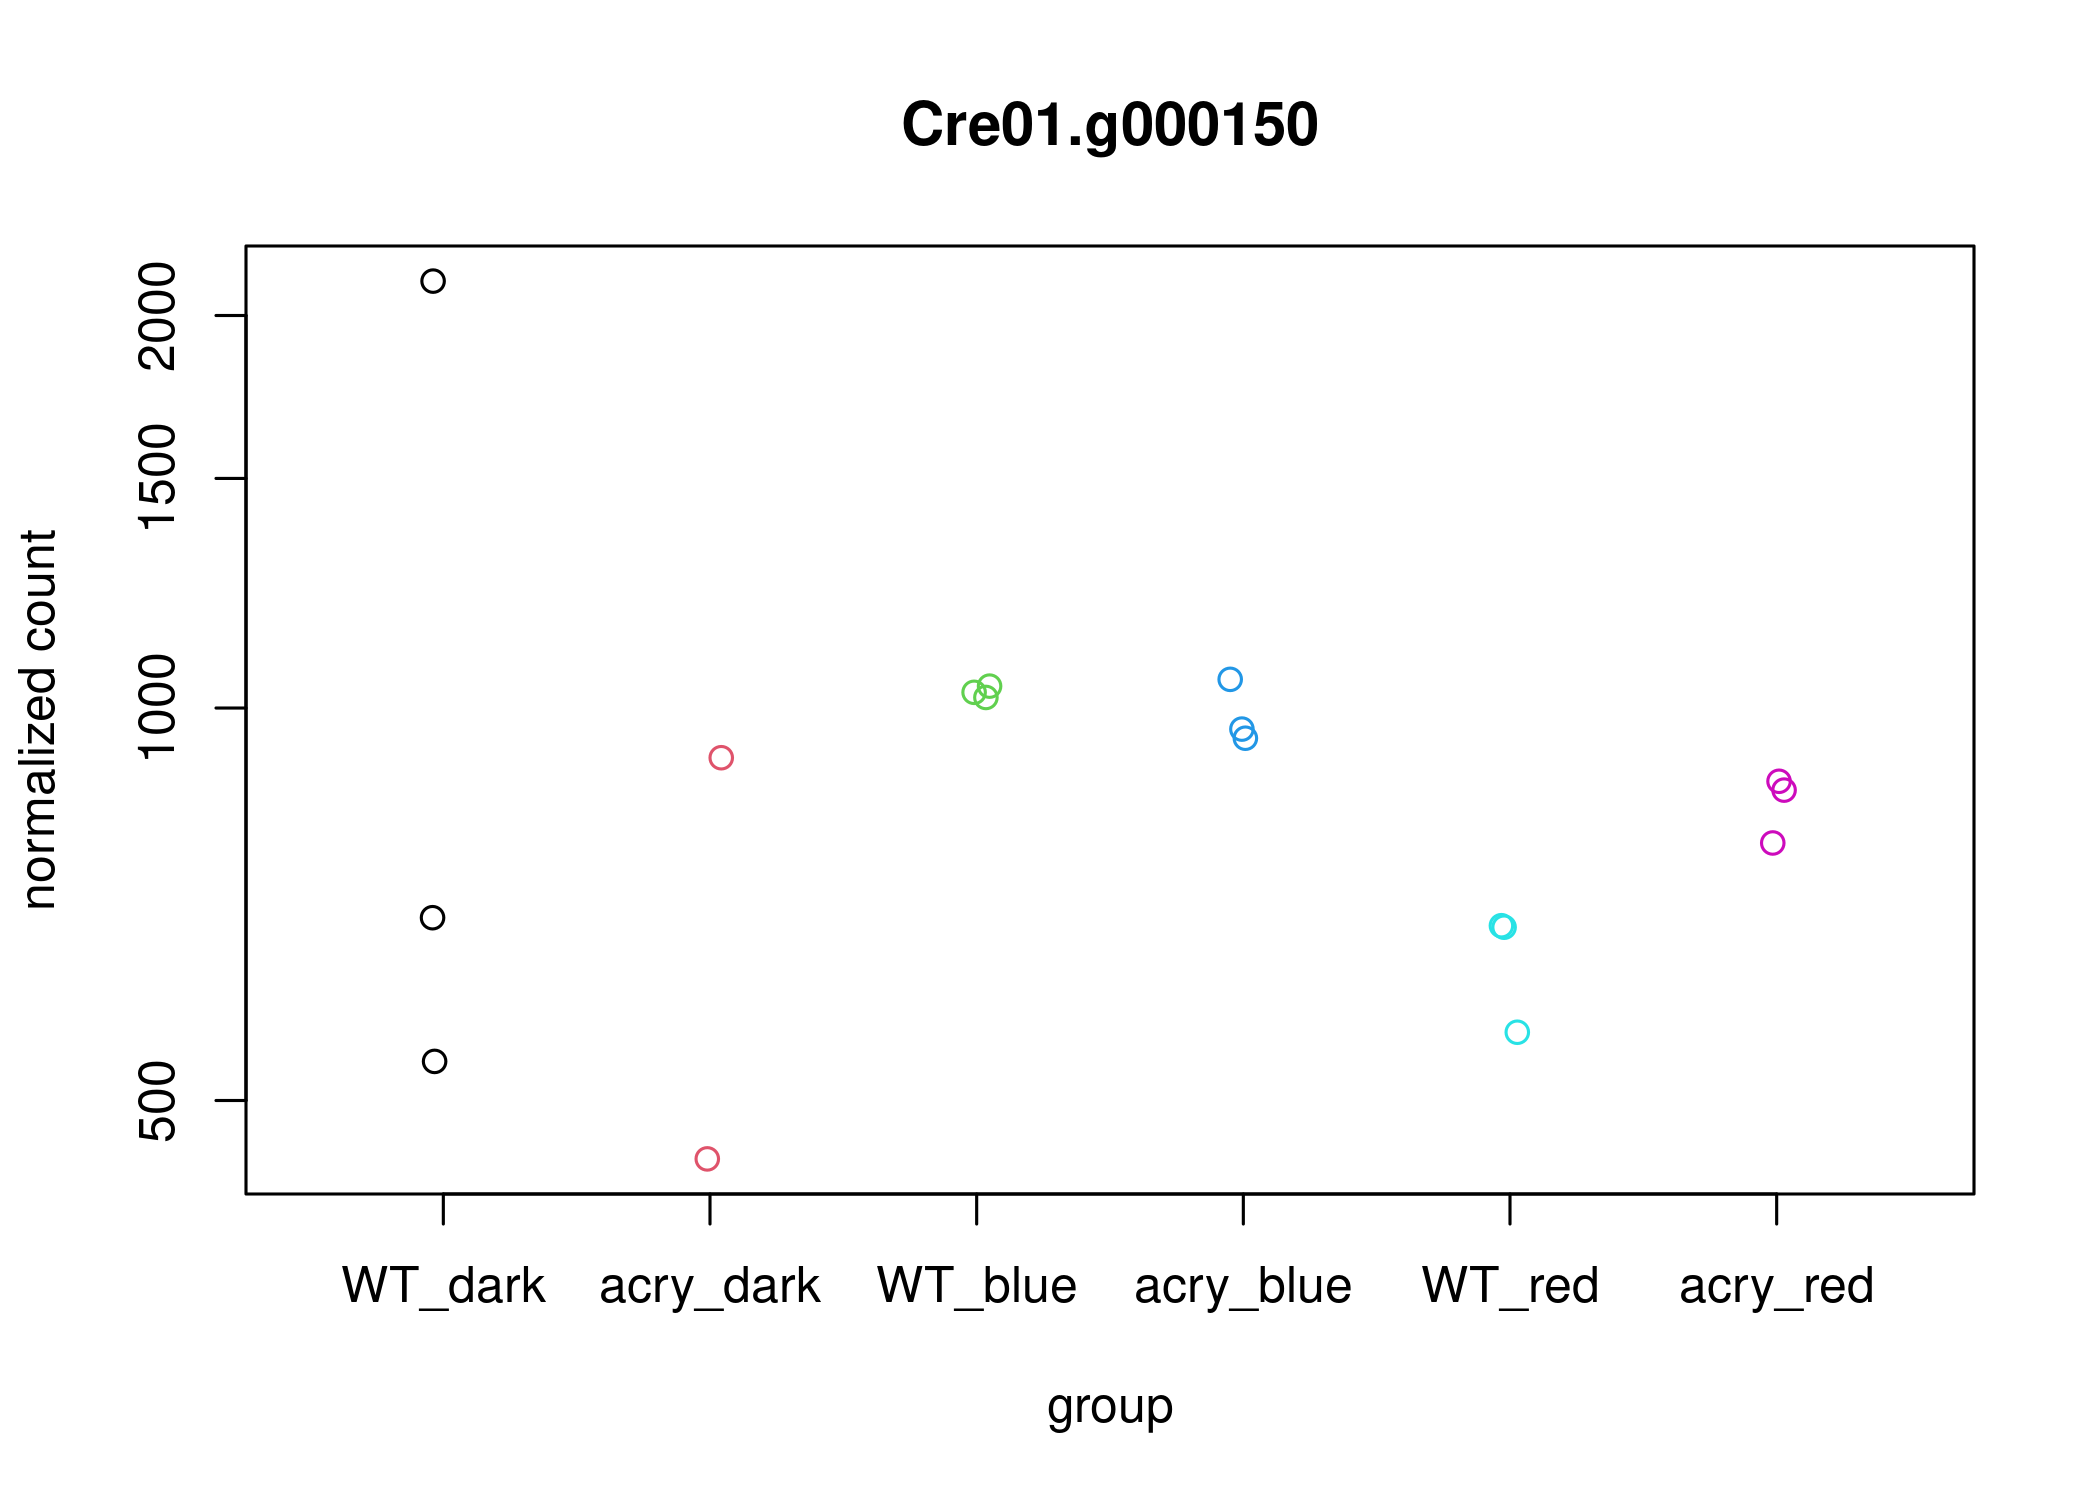 Cre01.g000150
normalized count
2000
1500
1000
500
WT_dark acry_dark WT_blue acry_blue WT_red acry_red
group